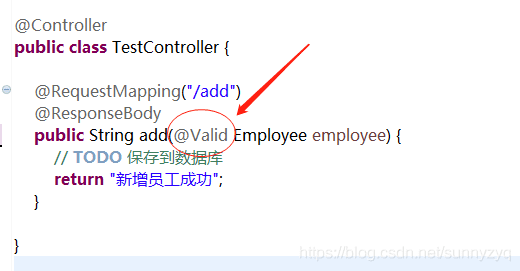 @Controller
public class TestController {
@RequestMapping("/add")
@ResponseBody
public String add(@Valid Employee employee) {
// TODO 保存到数据库
return "新增员工成功";
}
}
https://blog.csdn.net/sunnyzyq